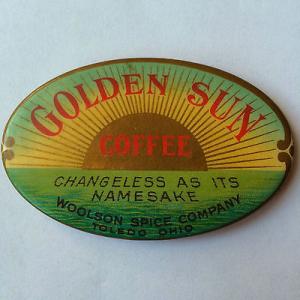 GOLDEN SUN
COFFEE
CHANGELESS AS ITS
NAMESAKE
WOOLSON SPICE COMPANY
TOLEDO OHIO